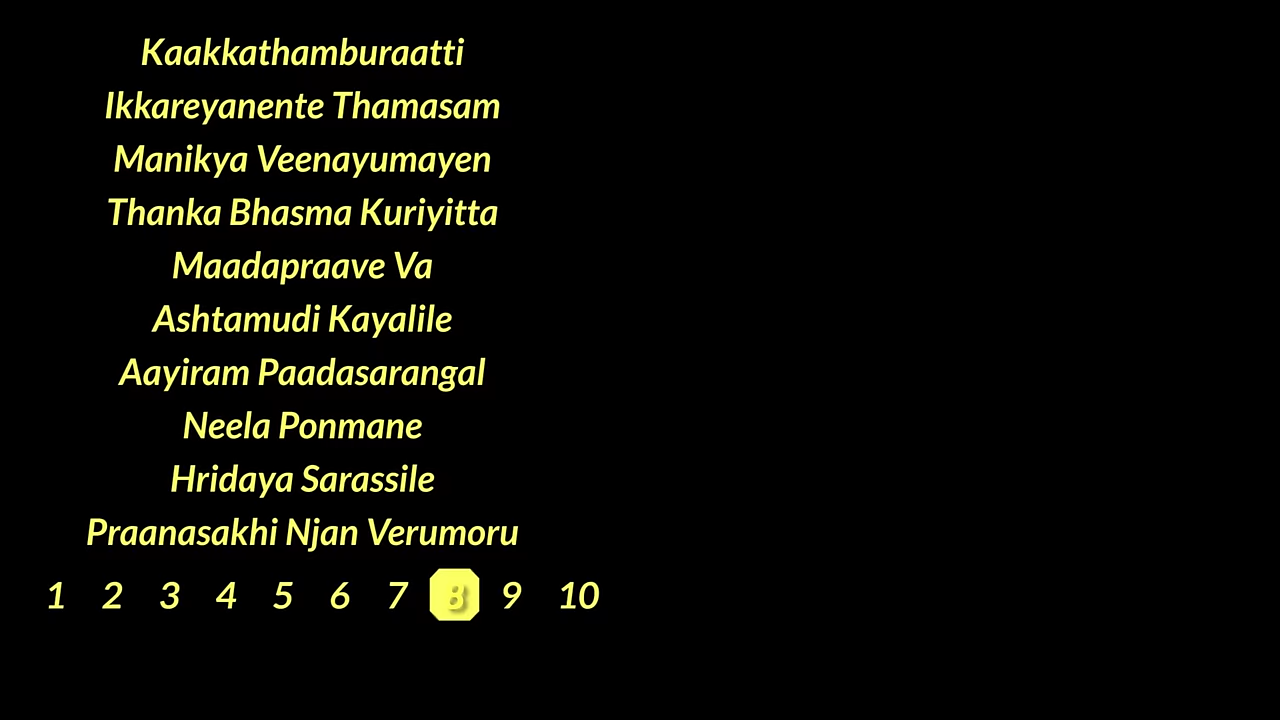 Kaakkathamburaatti
Ikkareyanente Thamasam
Manikya Veenayumayen
Thanka Bhasma Kuriyitta
Maadapraave Va
Ashtamudi Kayalile
Aayiram Paadasarangal
Neela Ponmane
Hridaya Sarassile
Praanasakhi Njan Verumoru
1 2 3 4 5 6 7 8 9 10